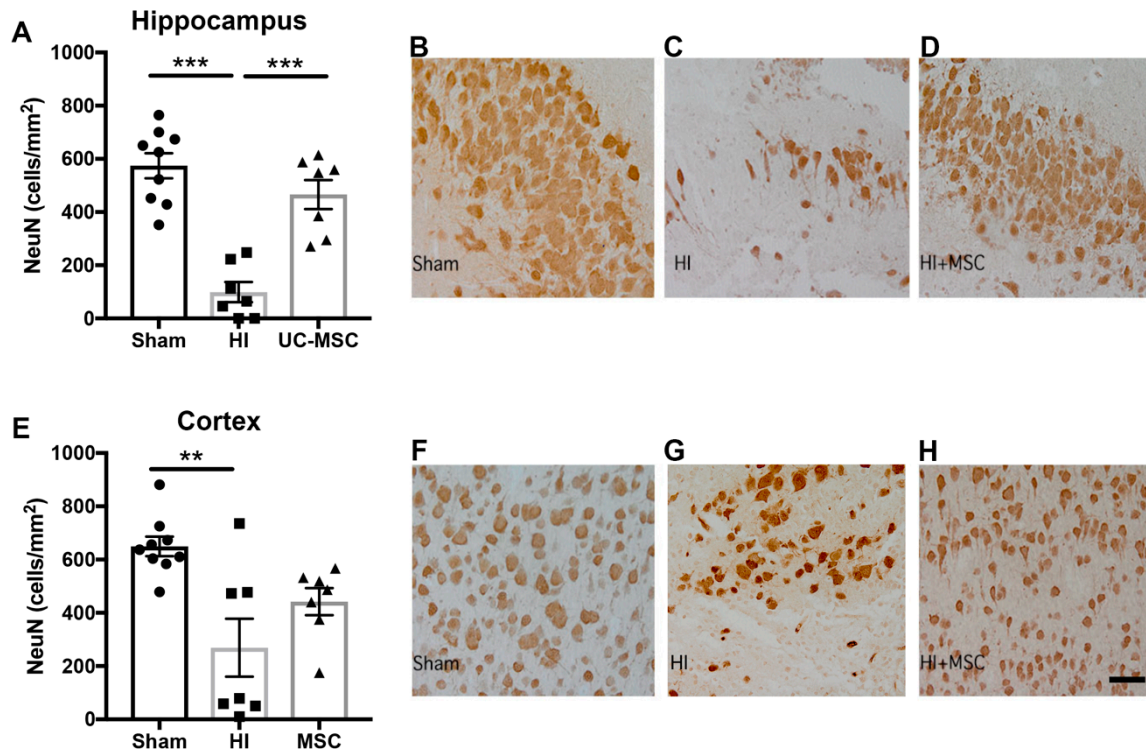 A
Hippocampus
NeuN (cells/mm²)
1000
800
600
400
200
0
***
***
Sham HI UC-MSC
B
Sham
C
HI
D
HI+MSC
E
Cortex
NeuN (cells/mm²)
1000
800
600
400
200
0
**
Sham HI MSC
F
Sham
G
HI
H
HI+MSC